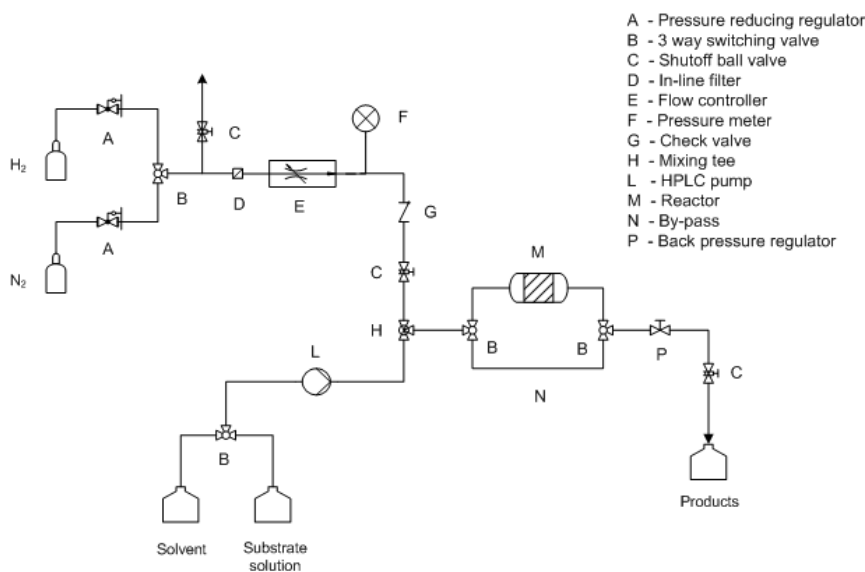 A - Pressure reducing regulator
B - 3 way switching valve
C - Shutoff ball valve
D - In-line filter
E - Flow controller
F - Pressure meter
G - Check valve
H - Mixing tee
L - HPLC pump
M - Reactor
N - By-pass
P - Back pressure regulator
F
C
A
H₂
B
D
E
G
A
N₂
C
M
H
B
B
P
L
C
N
B
Products
Solvent
Substrate
solution